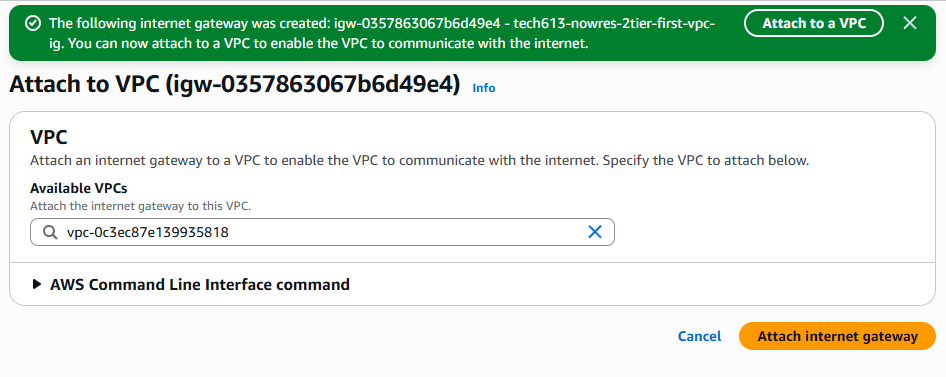 The following internet gateway was created: igw-0357863067b6d49e4 - tech613-nowres-2tier-first-vpc-
ig. You can now attach to a VPC to enable the VPC to communicate with the internet.
Attach to a VPC
Attach to VPC (igw-0357863067b6d49e4) Info
VPC
Attach an internet gateway to a VPC to enable the VPC to communicate with the internet. Specify the VPC to attach below.
Available VPCs
Attach the internet gateway to this VPC.
vpc-0c3ec87e139935818
AWS Command Line Interface command
Cancel
Attach internet gateway